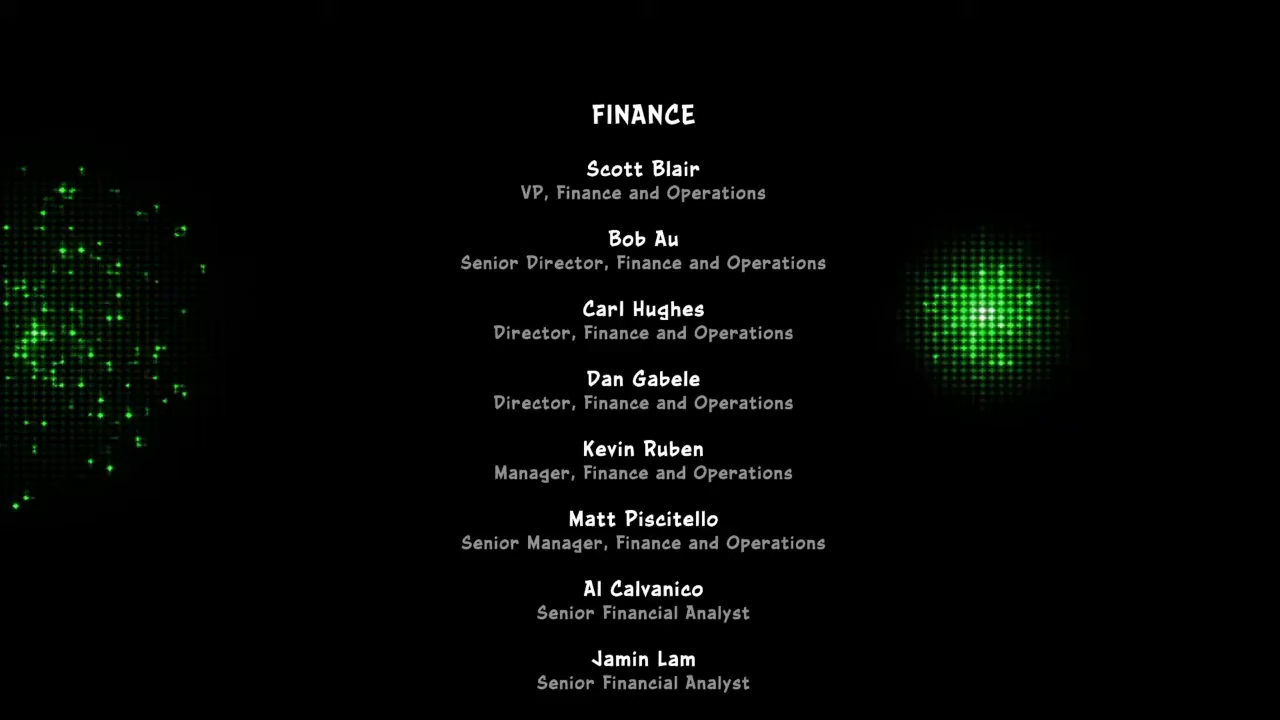 FINANCE
Scott Blair
VP, Finance and Operations
Bob Au
Senior Director, Finance and Operations
Carl Hughes
Director, Finance and Operations
Dan Gabele
Director, Finance and Operations
Kevin Ruben
Manager, Finance and Operations
Matt Piscitello
Senior Manager, Finance and Operations
Al Calvanico
Senior Financial Analyst
Jamin Lam
Senior Financial Analyst